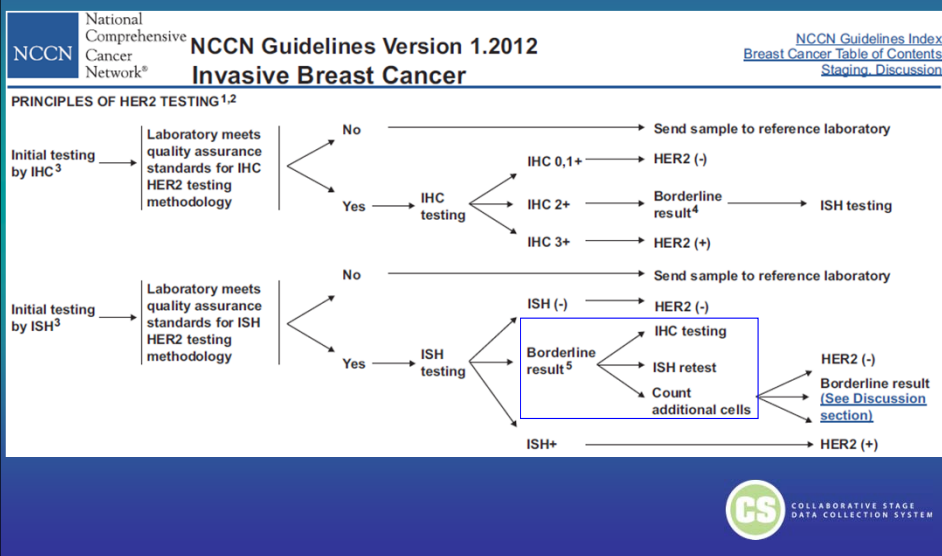 National
Comprehensive
NCCN Cancer
Network®
NCCN Guidelines Version 1.2012
Invasive Breast Cancer
NCCN Guidelines Index
Breast Cancer Table of Contents
Staging, Discussion
PRINCIPLES OF HER2 TESTING1,2
Initial testing
by IHC3
Laboratory meets
quality assurance
standards for IHC
HER2 testing
methodology
No
Send sample to reference laboratory
Yes
IHC
testing
IHC 0,1+
HER2 (-)
IHC 2+
Borderline
result4
ISH testing
IHC 3+
HER2 (+)
Initial testing
by ISH3
Laboratory meets
quality assurance
standards for ISH
HER2 testing
methodology
No
Send sample to reference laboratory
Yes
ISH
testing
ISH (-)
HER2 (-)
Borderline
result5
IHC testing
ISH retest
Count
additional cells
HER2 (-)
Borderline result
(See Discussion
section)
ISH+
HER2 (+)
CS
COLLABORATIVE STAGE
DATA COLLECTION SYSTEM